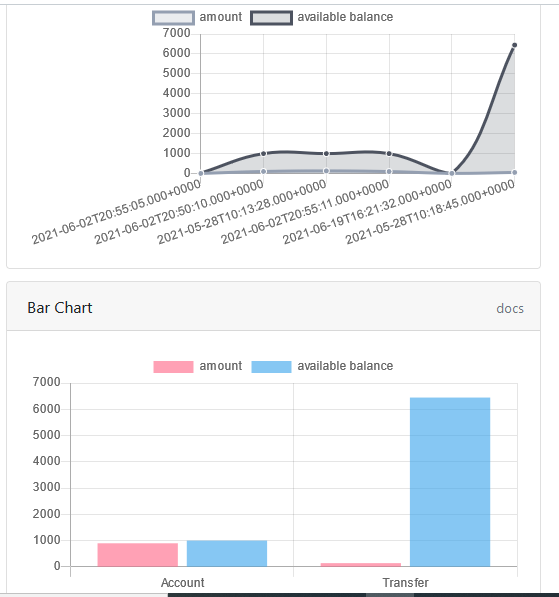 amount available balance
7000
6000
5000
4000
3000
2000
1000
0
2021-06-02T20:55:05.000+0000
2021-06-02T20:50:10.000+0000
2021-05-28T10:13:28.000+0000
2021-06-02T20:55:11.000+0000
2021-06-19T16:21:32.000+0000
2021-05-28T10:18:45.000+0000
Bar Chart docs
amount available balance
7000
6000
5000
4000
3000
2000
1000
0
Account Transfer